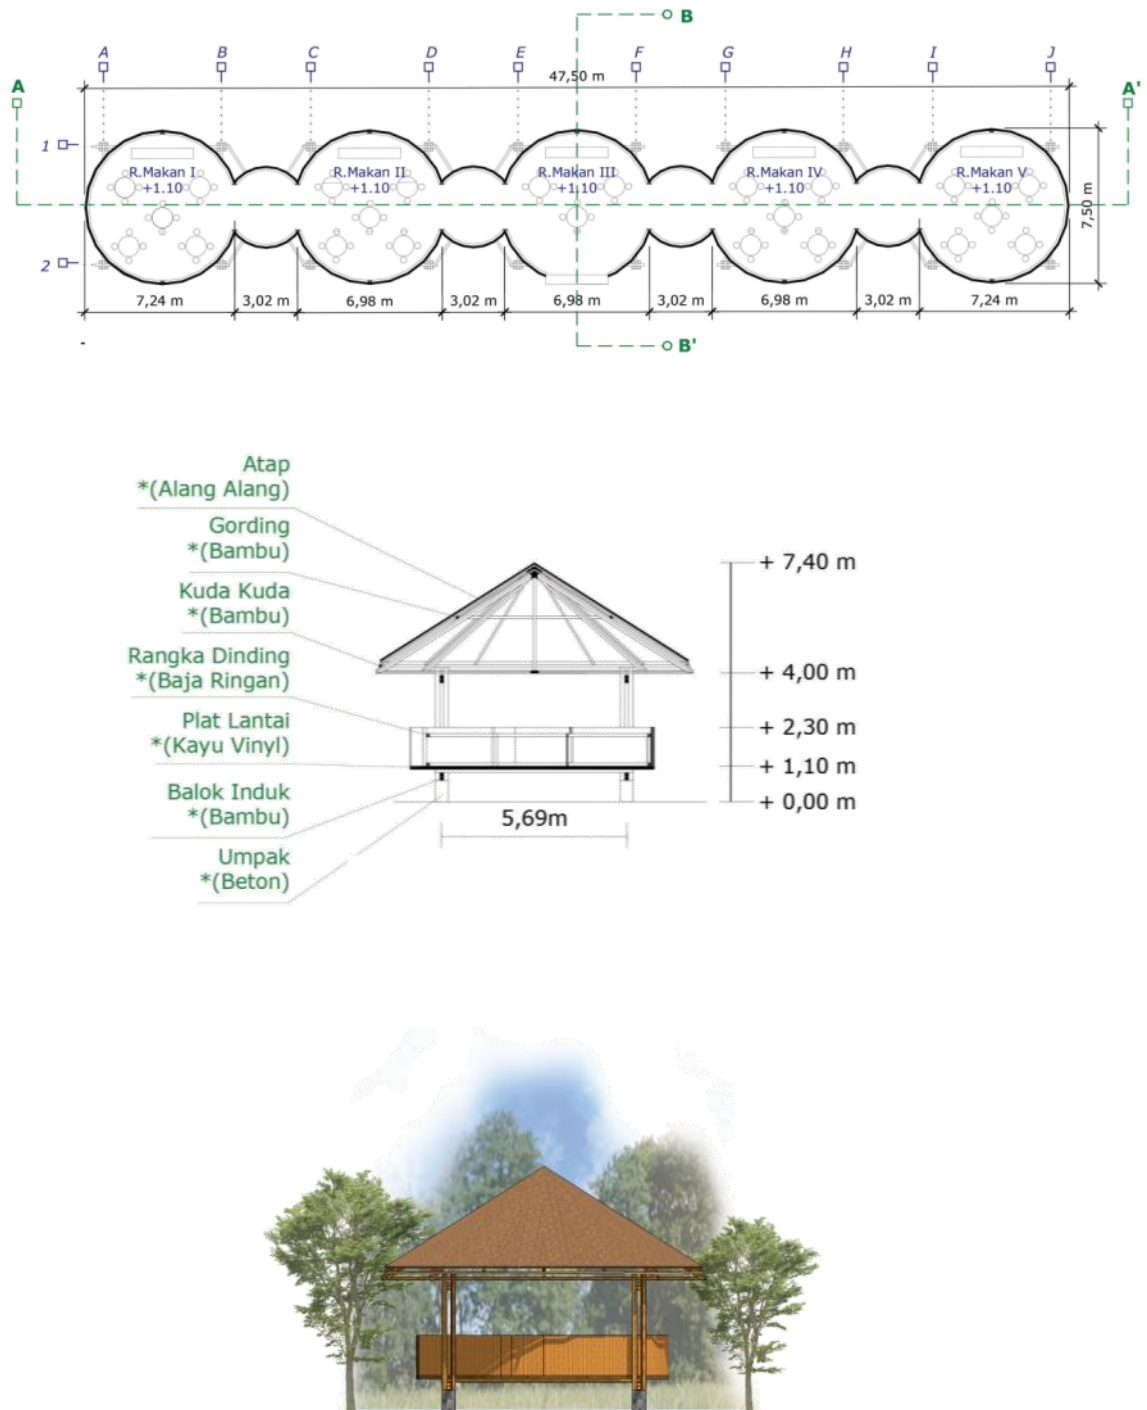 B
A B C D E F G H I J
47,50 m
A A'
1
R.Makan I R.Makan II R.Makan III R.Makan IV R.Makan V
+1.10 +1.10 +1.10 +1.10 +1.10
7,50 m
2
7,24 m 3,02 m 6,98 m 3,02 m 6,98 m 3,02 m 6,98 m 3,02 m 7,24 m
B'
Atap
*(Alang Alang)
Gording
*(Bambu)
Kuda Kuda
*(Bambu)
Rangka Dinding
*(Baja Ringan)
Plat Lantai
*(Kayu Vinyl)
Balok Induk
*(Bambu)
Umpak
*(Beton)
+ 7,40 m
+ 4,00 m
+ 2,30 m
+ 1,10 m
+ 0,00 m
5,69m